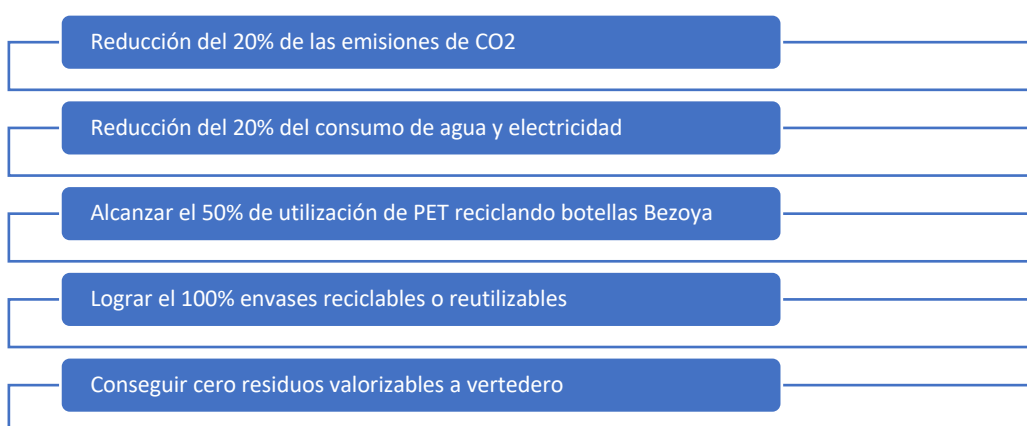 Reducción del 20% de las emisiones de CO2
Reducción del 20% del consumo de agua y electricidad
Alcanzar el 50% de utilización de PET reciclando botellas Bezoya
Lograr el 100% envases reciclables o reutilizables
Conseguir cero residuos valorizables a vertedero